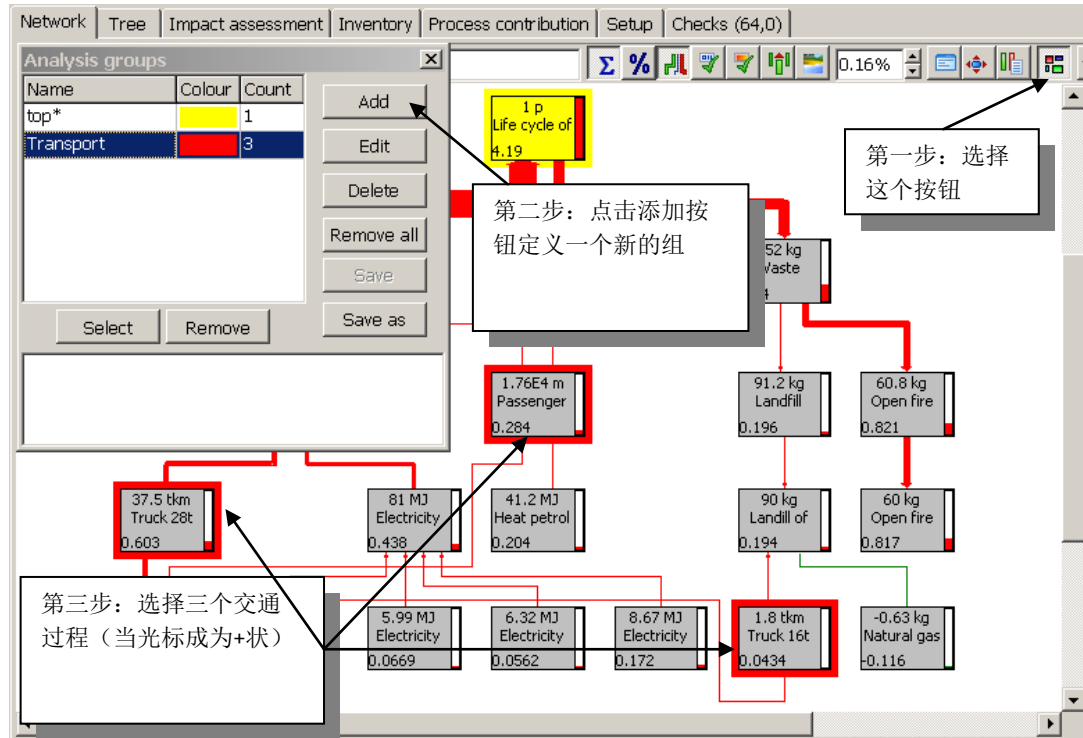 Network Tree Impact assessment Inventory Process contribution Setup Checks (64,0)
Analysis groups
Name Colour Count
top* 1
Transport 3
Add
Edit
Delete
Remove all
Save
Save as
Select Remove
Σ % 0.16%
1 p
Life cycle of
4.19
第一步：选择
这个按钮
第二步：点击添加按
钮定义一个新的组
52 kg
Waste
1.76E4 m
Passenger
0.284
91.2 kg
Landfill
0.196
60.8 kg
Open fire
0.821
37.5 tkm
Truck 28t
0.603
81 MJ
Electricity
0.438
41.2 MJ
Heat petrol
0.204
90 kg
Landill of
0.194
60 kg
Open fire
0.817
第三步：选择三个交通
过程（当光标成为+状）
5.99 MJ
Electricity
0.0669
6.32 MJ
Electricity
0.0562
8.67 MJ
Electricity
0.172
1.8 tkm
Truck 16t
0.0434
-0.63 kg
Natural gas
-0.116